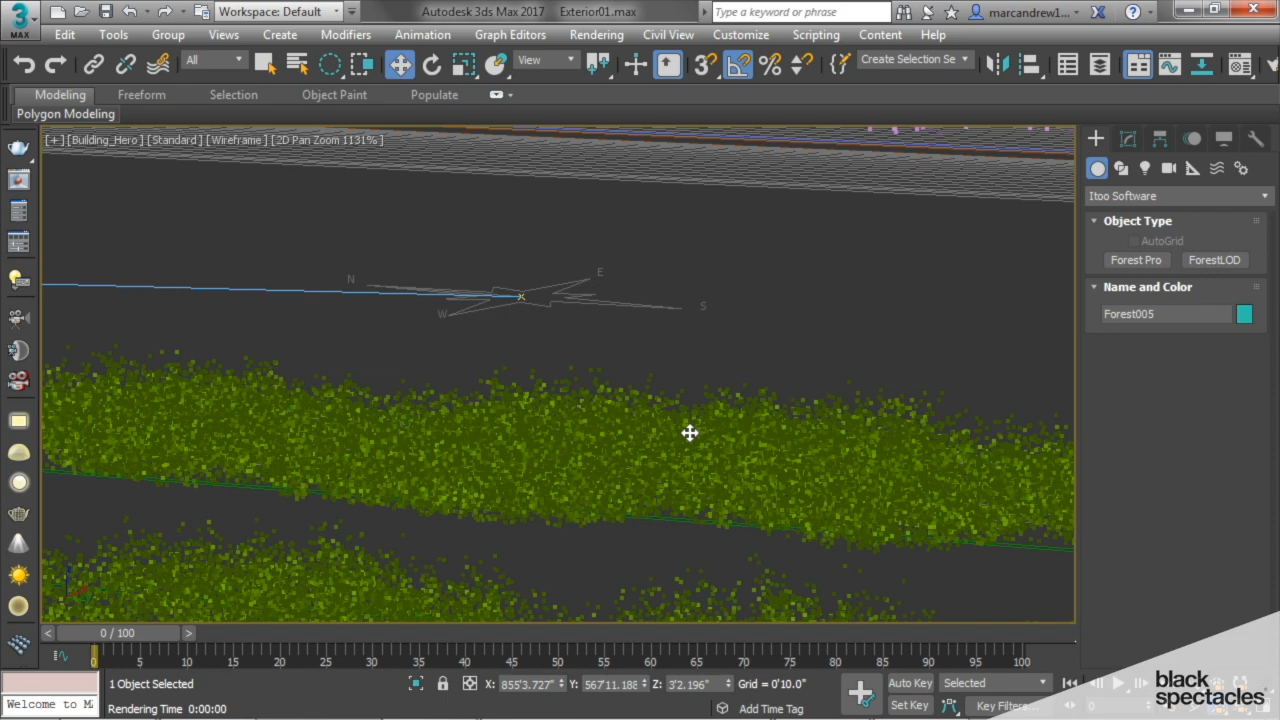 3 MAX
Workspace: Default
Autodesk 3ds Max 2017 Exterior01.max
Type a keyword or phrase
marcandrew1...
Edit Tools Group Views Create Modifiers Animation Graph Editors Rendering Civil View Customize Scripting Content Help
All
View
Create Selection Se
Modeling Freeform Selection Object Paint Populate
Polygon Modeling
[+][Building_Hero][Standard][Wireframe][2D Pan Zoom 1131%]
N
E
W
S
Itoo Software
Object Type
AutoGrid
Forest Pro ForestLOD
Name and Color
Forest005
< 0 / 100 >
0 5 10 15 20 25 30 35 40 45 50 55 60 65 70 75 80 85 90 95 100
1 Object Selected
X: 855'3.727" Y: 567'11.188 Z: 3'2.196" Grid = 0'10.0"
Auto Key Selected
Welcome to MA
Rendering Time 0:00:00
Add Time Tag
Set Key Key Filters...
0
black
spectacles